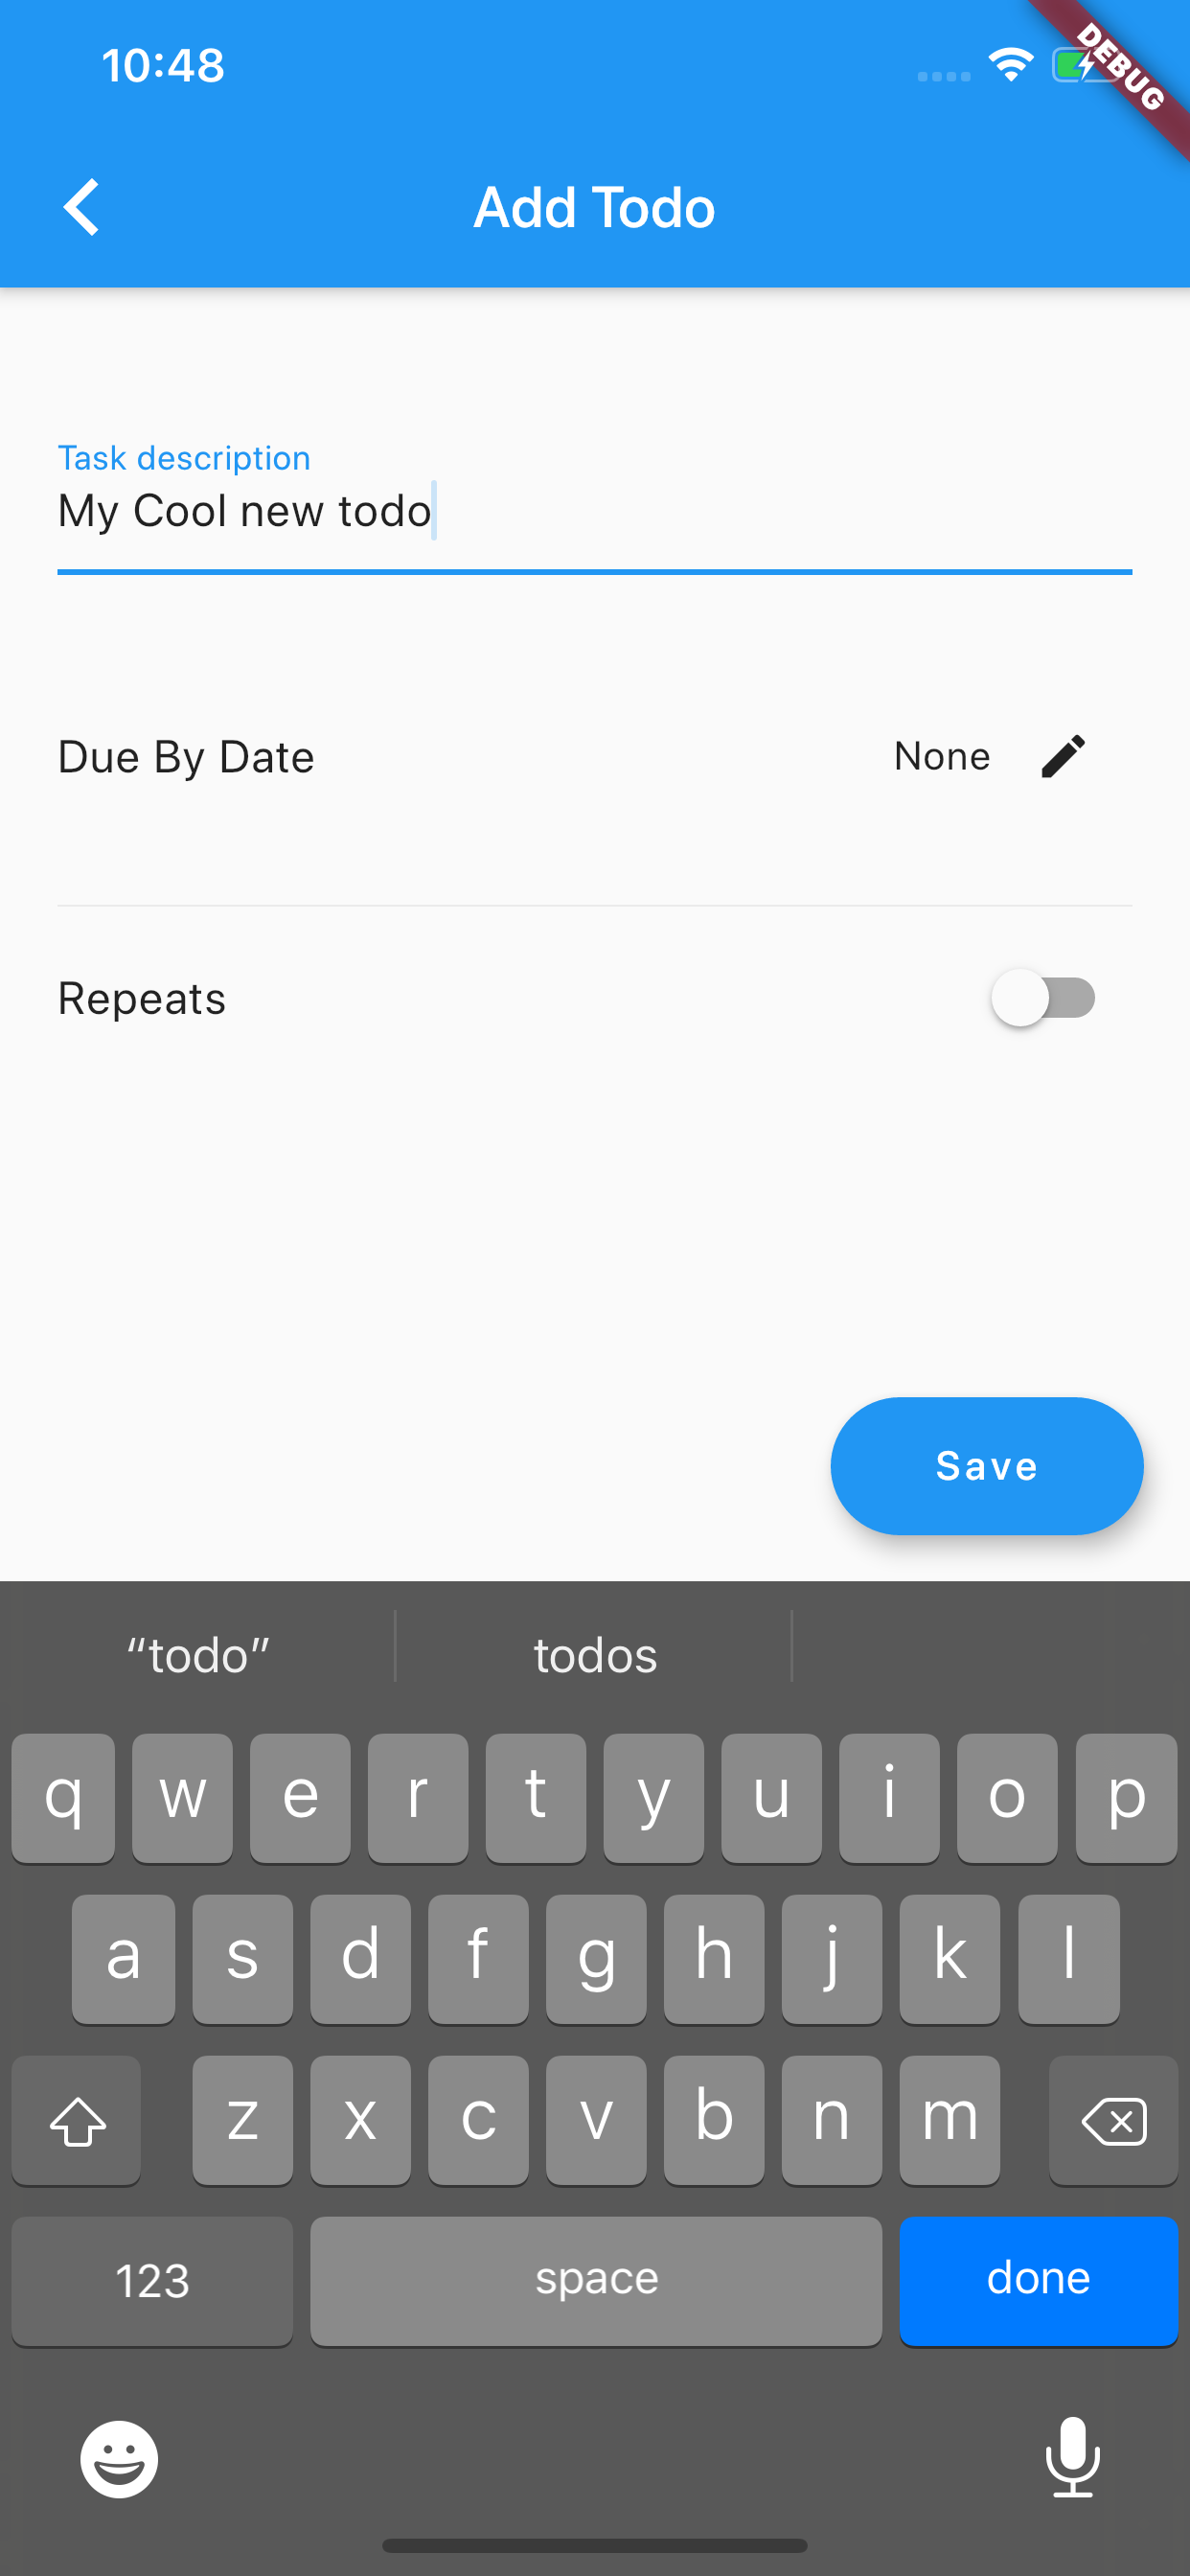 10:48
DEBUG
Add Todo
Task description
My Cool new todo
Due By Date None
Repeats
Save
“todo” todos
q w e r t y u i o p
a s d f g h j k l
z x c v b n m
123 space done